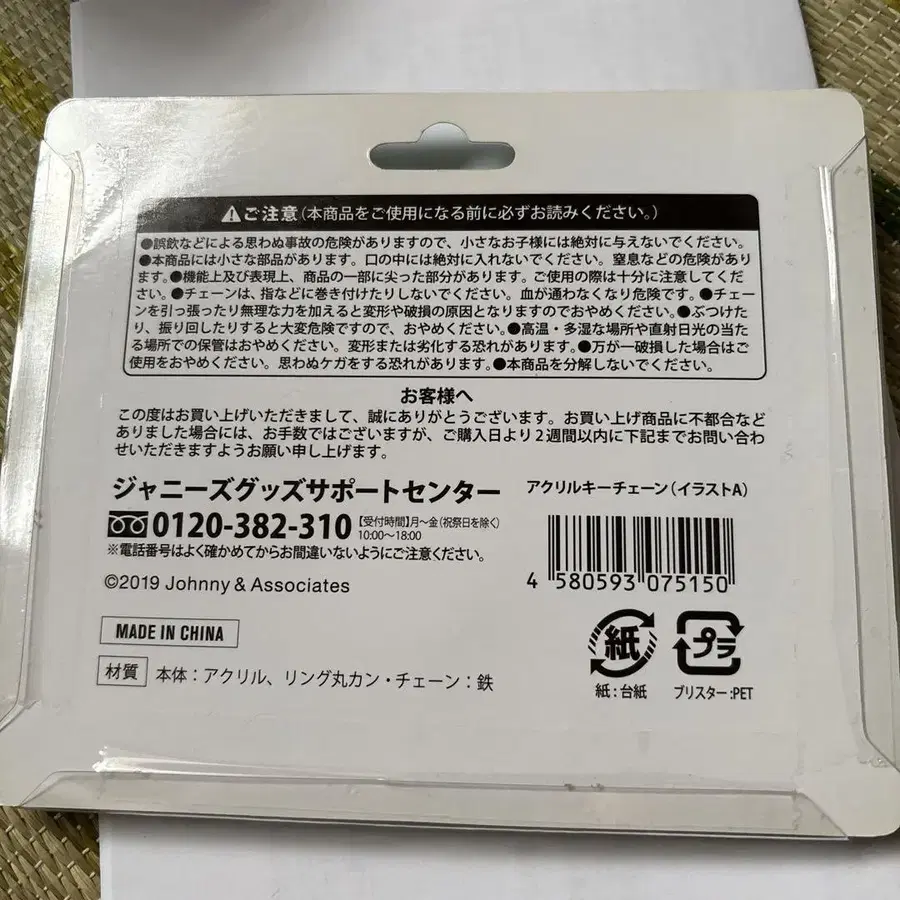 ⚠ご注意(本商品をご使用になる前に必ずお読みください。)
●誤飲などによる思わぬ事故の危険がありますので、小さなお子様には絶対に与えないでください。
●本商品には小さな部品があります。口の中には絶対に入れないでください。窒息などの危険があり
ます。●機能上及び表現上、商品の一部に尖った部分があります。ご使用の際は十分に注意してくだ
さい。●チェーンは、指などに巻き付けたりしないでください。血が通わなくなり危険です。●チェー
ンを引っ張ったり無理な力を加えると変形や破損の原因となりますのでおやめください。●ぶつけ
たり、振り回したりすると大変危険ですので、おやめください。●高温・多湿な場所や直射日光の当た
る場所での保管はおやめください。変形または劣化する恐れがあります。●万が一破損した場合はご
使用をおやめください。思わぬケガをする恐れがあります。●本商品を分解しないでください。
お客様へ
この度はお買い上げいただきまして、誠にありがとうございます。お買い上げ商品に不都合など
ありました場合には、お手数ではございますが、ご購入日より2週間以内に下記までお問い合わ
せいただきますようお願い申し上げます。
ジャニーズグッズサポートセンター
0120-382-310【受付時間】月〜金(祝祭日を除く)
10:00〜18:00
※電話番号はよく確かめてからお間違いないようにご注意ください。
©2019 Johnny & Associates
MADE IN CHINA
材質 本体:アクリル、リング丸カン・チェーン:鉄
アクリルキーチェーン(イラストA)
4 580593 075150
紙
プラ
紙:台紙
ブリスター:PET